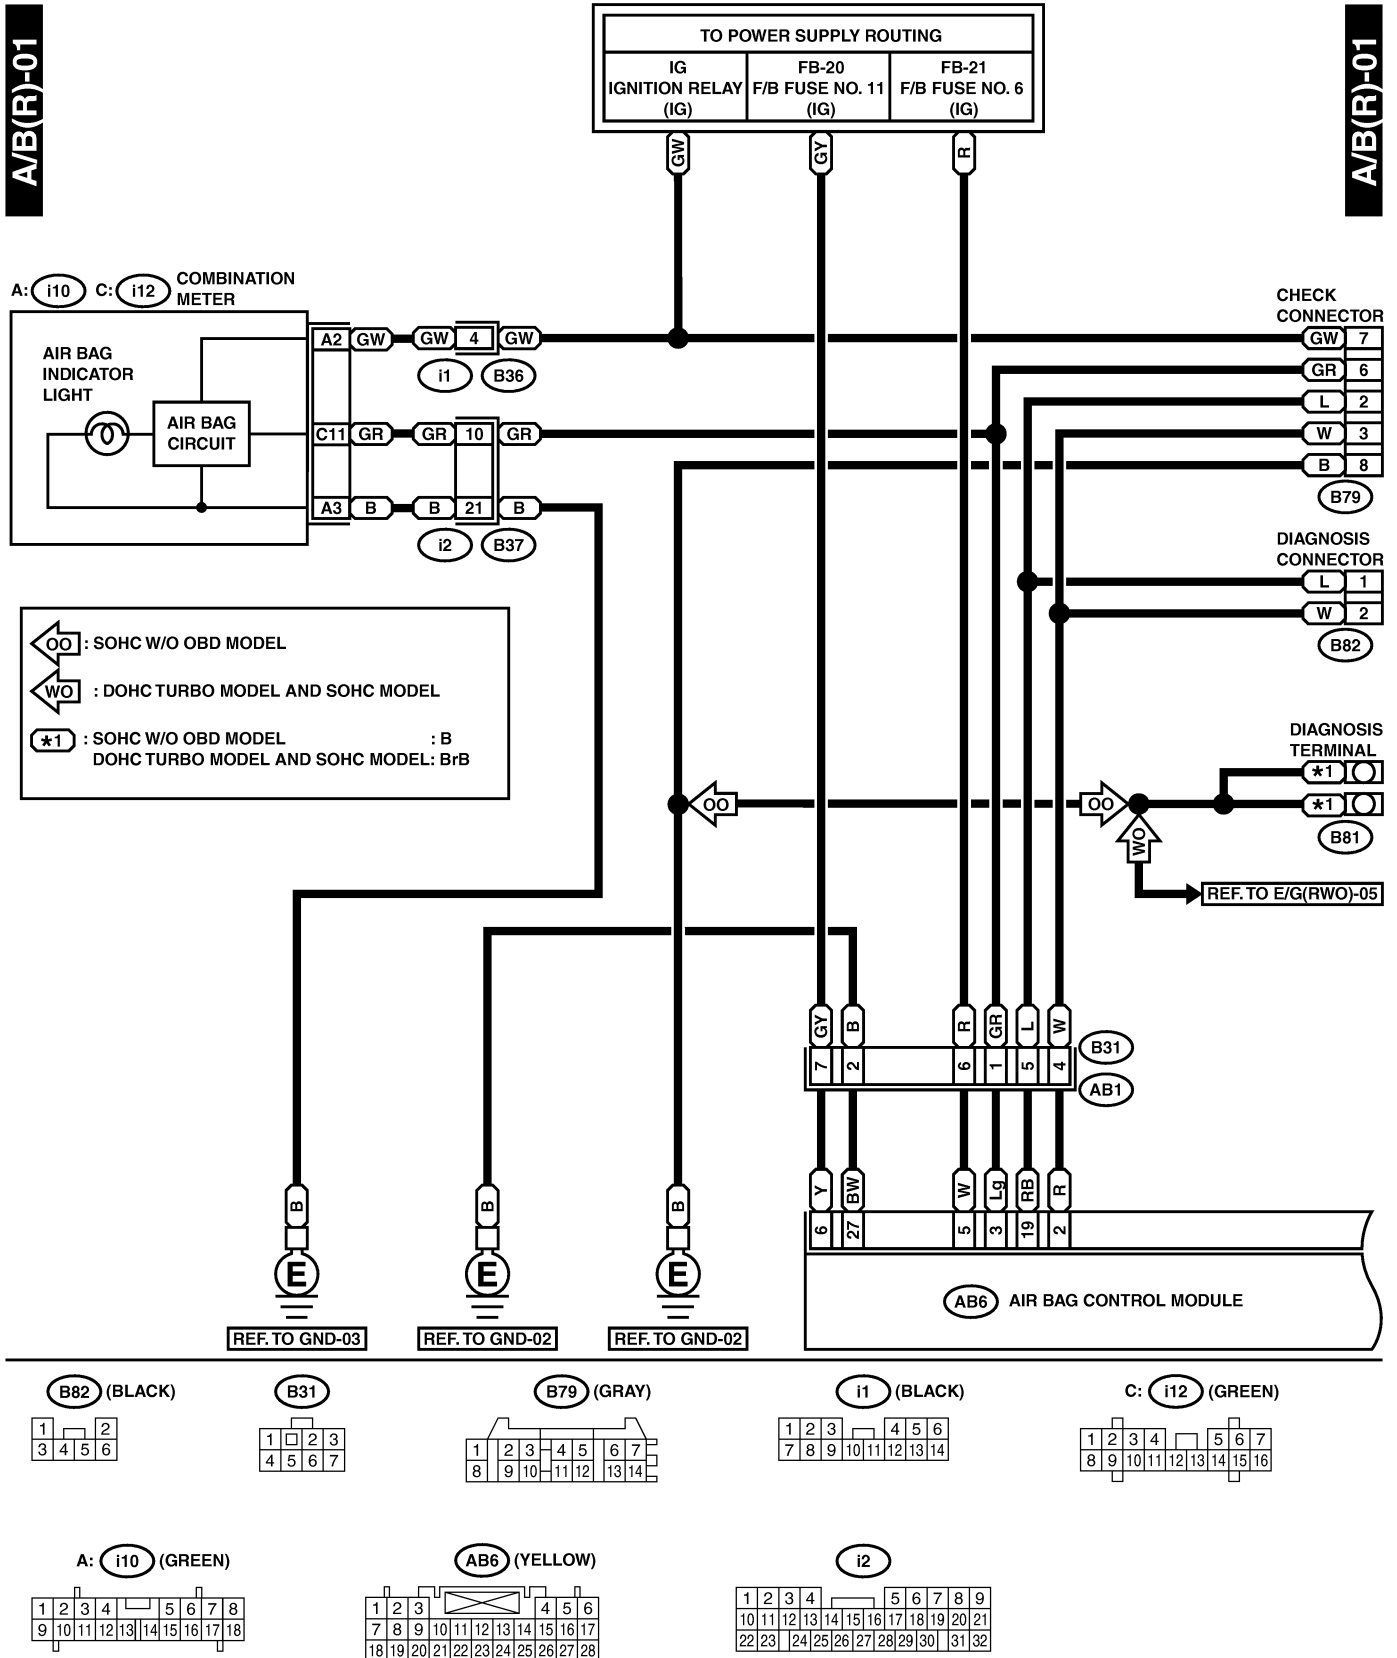 A/B(R)-01
A/B(R)-01
TO POWER SUPPLY ROUTING
IG
IGNITION RELAY
(IG)
FB-20
F/B FUSE NO. 11
(IG)
FB-21
F/B FUSE NO. 6
(IG)
GW
GY
R
A: i10 C: i12 COMBINATION
METER
AIR BAG
INDICATOR
LIGHT
AIR BAG
CIRCUIT
A2 GW GW 4 GW
i1 B36
C11 GR GR 10 GR
A3 B B 21 B
i2 B37
CHECK
CONNECTOR
GW 7
GR 6
L 2
W 3
B 8
B79
DIAGNOSIS
CONNECTOR
L 1
W 2
B82
OO : SOHC W/O OBD MODEL
WO : DOHC TURBO MODEL AND SOHC MODEL
*1 : SOHC W/O OBD MODEL : B
DOHC TURBO MODEL AND SOHC MODEL: BrB
DIAGNOSIS
TERMINAL
*1
*1
B81
OO
OO
WO
REF. TO E/G(RWO)-05
GY B R GR L W
7 2 6 1 5 4
B31
AB1
Y BW W Lg RB R
6 27 5 3 19 2
AB6 AIR BAG CONTROL MODULE
B B B
E E E
REF. TO GND-03
REF. TO GND-02
REF. TO GND-02
B82 (BLACK)
1 2
3 4 5 6
B31
1 2 3
4 5 6 7
B79 (GRAY)
1 2 3 4 5 6 7
8 9 10 11 12 13 14
i1 (BLACK)
1 2 3 4 5 6
7 8 9 10 11 12 13 14
C: i12 (GREEN)
1 2 3 4 5 6 7
8 9 10 11 12 13 14 15 16
A: i10 (GREEN)
1 2 3 4 5 6 7 8
9 10 11 12 13 14 15 16 17 18
AB6 (YELLOW)
1 2 3 4 5 6
7 8 9 10 11 12 13 14 15 16 17
18 19 20 21 22 23 24 25 26 27 28
i2
1 2 3 4 5 6 7 8 9
10 11 12 13 14 15 16 17 18 19 20 21
22 23 24 25 26 27 28 29 30 31 32